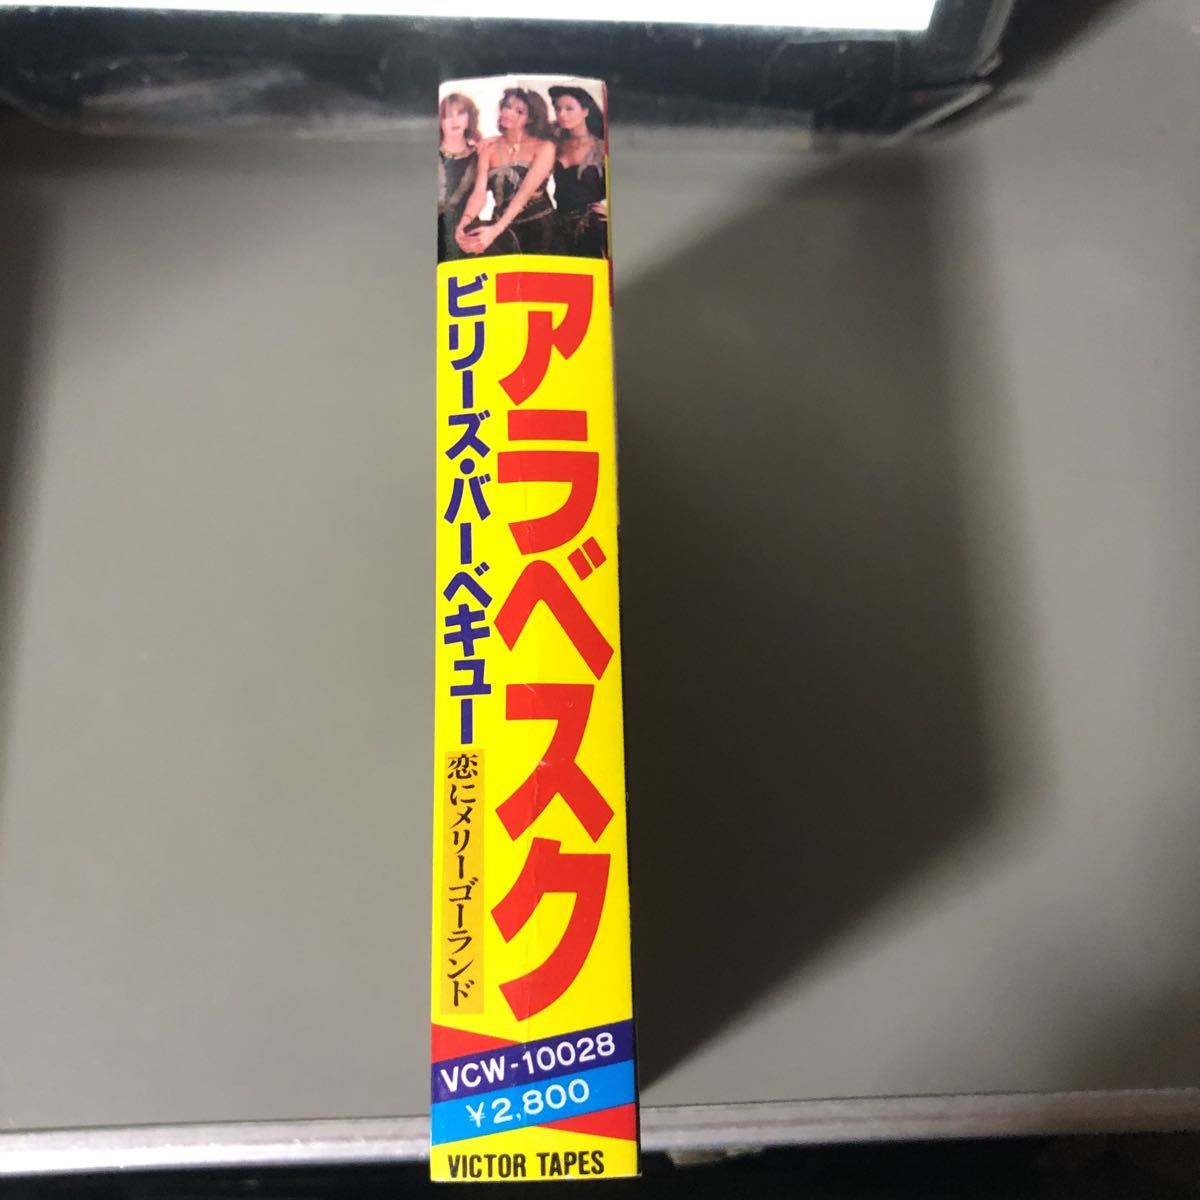 アラベスク
ビリーズ・バーベキュー
恋にメリーゴーランド
VCW-10028
¥2,800
VICTOR TAPES